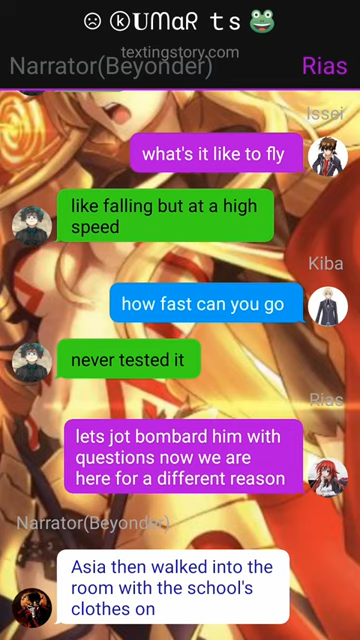 ☹ ⓚUᗰαR ts 🐸
textingstory.com
Narrator(Beyonder)
Rias
Issei
what's it like to fly
like falling but at a high
speed
Kiba
how fast can you go
never tested it
Rias
lets jot bombard him with
questions now we are
here for a different reason
Narrator(Beyonder)
Asia then walked into the
room with the school's
clothes on